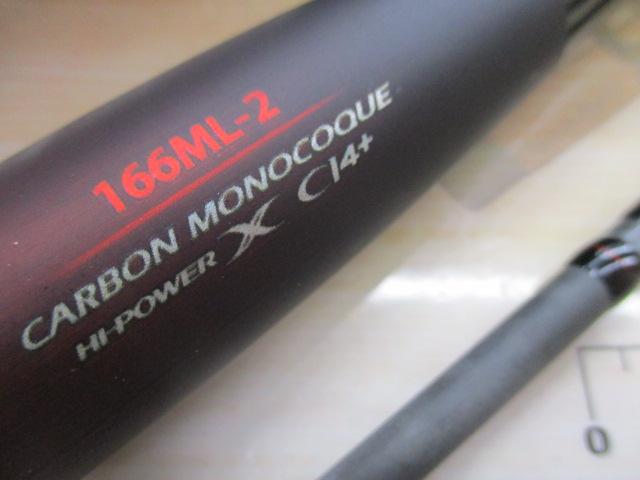 166ML-2
CARBON MONOCOQUE
HI-POWER X CI4+
0